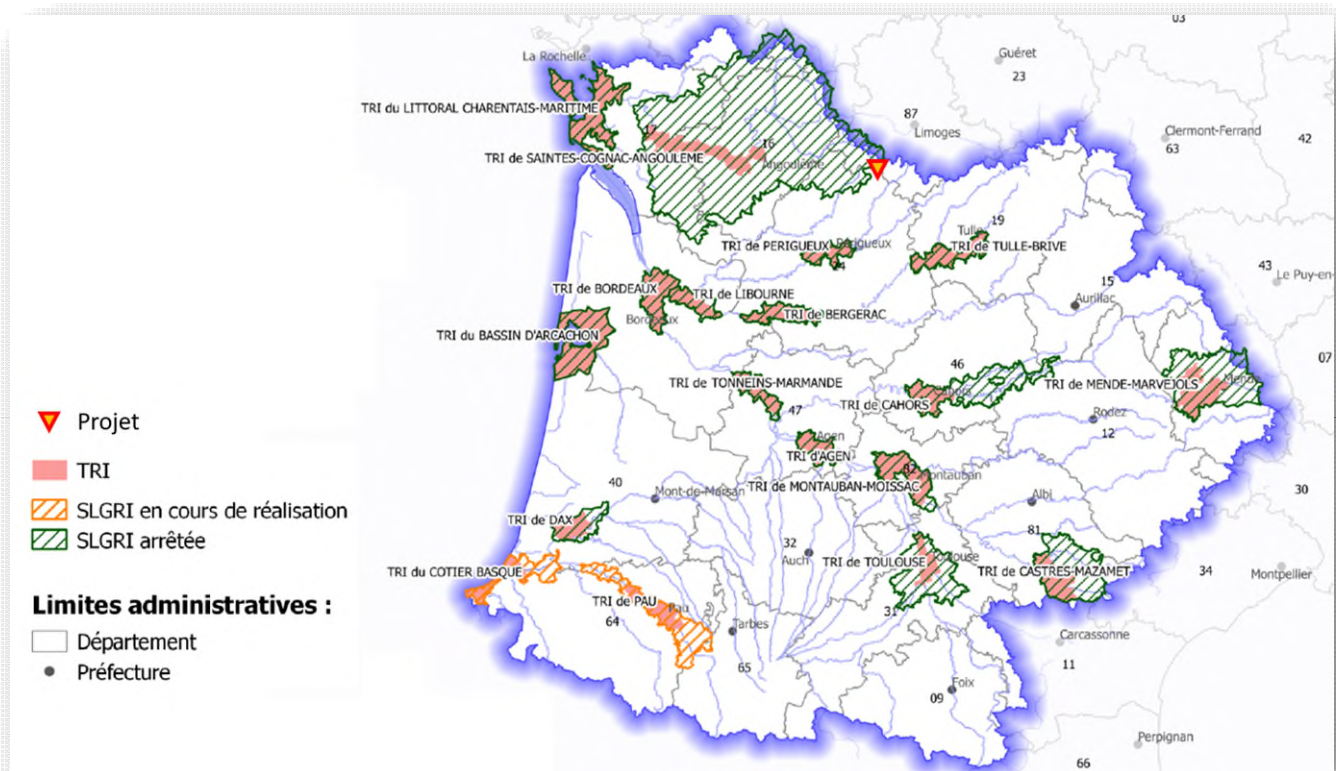 03
La Rochelle
Guéret
23
TRI du LITTORAL CHARENTAIS-MARITIME
87
Limoges
Clermont-Ferrand
63
42
17
16
TRI de SAINTES-COGNAC-ANGOULEME
Angoulême
19
Tulle
TRI de PERIGUEUX
Périgueux
24
TRI de TULLE-BRIVE
15
43
Le Puy-en-
TRI de BORDEAUX
TRI de LIBOURNE
Aurillac
Bordeaux
TRI de BERGERAC
TRI du BASSIN D'ARCACHON
07
46
TRI de TONNEINS-MARMANDE
TRI de MENDE-MARVEJOLS
Mende
TRI de CAHORS
Cahors
47
Rodez
12
Projet
Agen
TRI d'AGEN
TRI
82
Montauban
TRI de MONTAUBAN-MOISSAC
40
Mont-de-Marsan
Albi
30
SLGRI en cours de réalisation
TRI de DAX
81
SLGRI arrêtée
32
Auch
TRI de TOULOUSE
Toulouse
TRI du COTIER BASQUE
TRI de CASTRES-MAZAMET
34
Montpellier
Limites administratives :
TRI de PAU
Pau
31
64
Tarbes
Carcassonne
Département
65
11
Préfecture
Foix
09
Perpignan
66